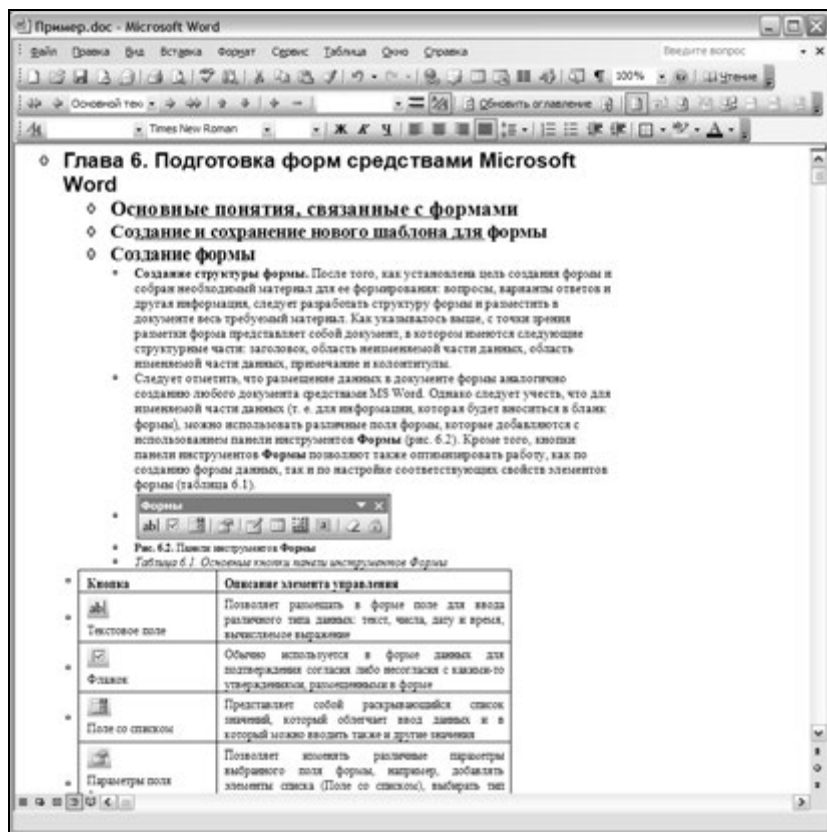 Пример.doc - Microsoft Word
Файл Правка Вид Вставка Формат Сервис Таблица Окно Справка Введите вопрос
100% Чтение
Основной тек Обновить оглавление
Times New Roman Ж К Ч
Глава 6. Подготовка форм средствами Microsoft
Word
Основные понятия, связанные с формами
Создание и сохранение нового шаблона для формы
Создание формы
Создание структуры формы. После того, как установлена цель создания формы и
собран необходимый материал для ее формирования: вопросы, варианты ответов и
другая информация, следует разработать структуру формы и разместить в
документе весь требуемый материал. Как указывалось выше, с точки зрения
разметки форма представляет собой документ, в котором имеются следующие
структурные части: заголовок, область неизменяемой части данных, область
изменяемой части данных, примечание и колонтитулы.
Следует отметить, что размещение данных в документе формы аналогично
созданию любого документа средствами MS Word. Однако следует учесть, что для
изменяемой части данных (т. е. для информации, которая будет вноситься в бланк
формы), можно использовать различные поля формы, которые добавляются с
использованием панели инструментов Формы (рис. 6.2). Кроме того, кнопки
панели инструментов Формы позволяют также оптимизировать работу, как по
созданию формы данных, так и по настройке соответствующих свойств элементов
формы (таблица 6.1).
Формы
ab|
Рис. 6.2. Панели инструментов Формы
Таблица 6.1. Основные кнопки панели инструментов Формы
Кнопка Описание элемента управления
ab|
Текстовое поле
Позволяет размещать в форме поле для ввода
различного типа данных: текст, числа, дату и время,
вычисляемое выражение
Флажок
Обычно используется в форме данных для
подтверждения согласия либо несогласия с какими-то
утверждениями, размещенными в форме
Поле со списком
Представляет собой раскрывающийся список
значений, который облегчает ввод данных и в
который можно вводить также и другие значения
Параметры поля
Позволяет изменять различные параметры
выбранного поля формы, например, добавлять
элементы списка (Поле со списком), выбирать тип